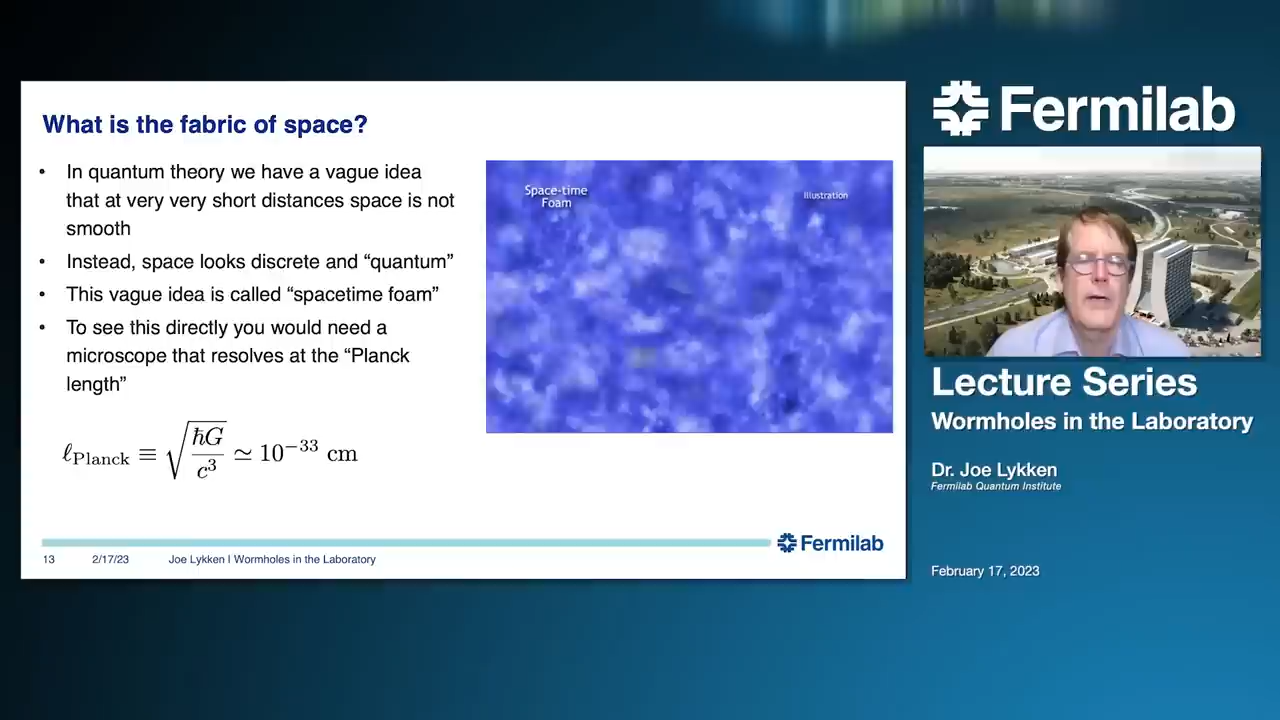 What is the fabric of space?
• In quantum theory we have a vague idea
that at very very short distances space is not
smooth
• Instead, space looks discrete and “quantum”
• This vague idea is called “spacetime foam”
• To see this directly you would need a
microscope that resolves at the “Planck
length”
ℓPlanck ≡ √(ħG/c³) ≃ 10⁻³³ cm
Space-time
Foam
Illustration
13 2/17/23 Joe Lykken | Wormholes in the Laboratory
Fermilab
Fermilab
Lecture Series
Wormholes in the Laboratory
Dr. Joe Lykken
Fermilab Quantum Institute
February 17, 2023